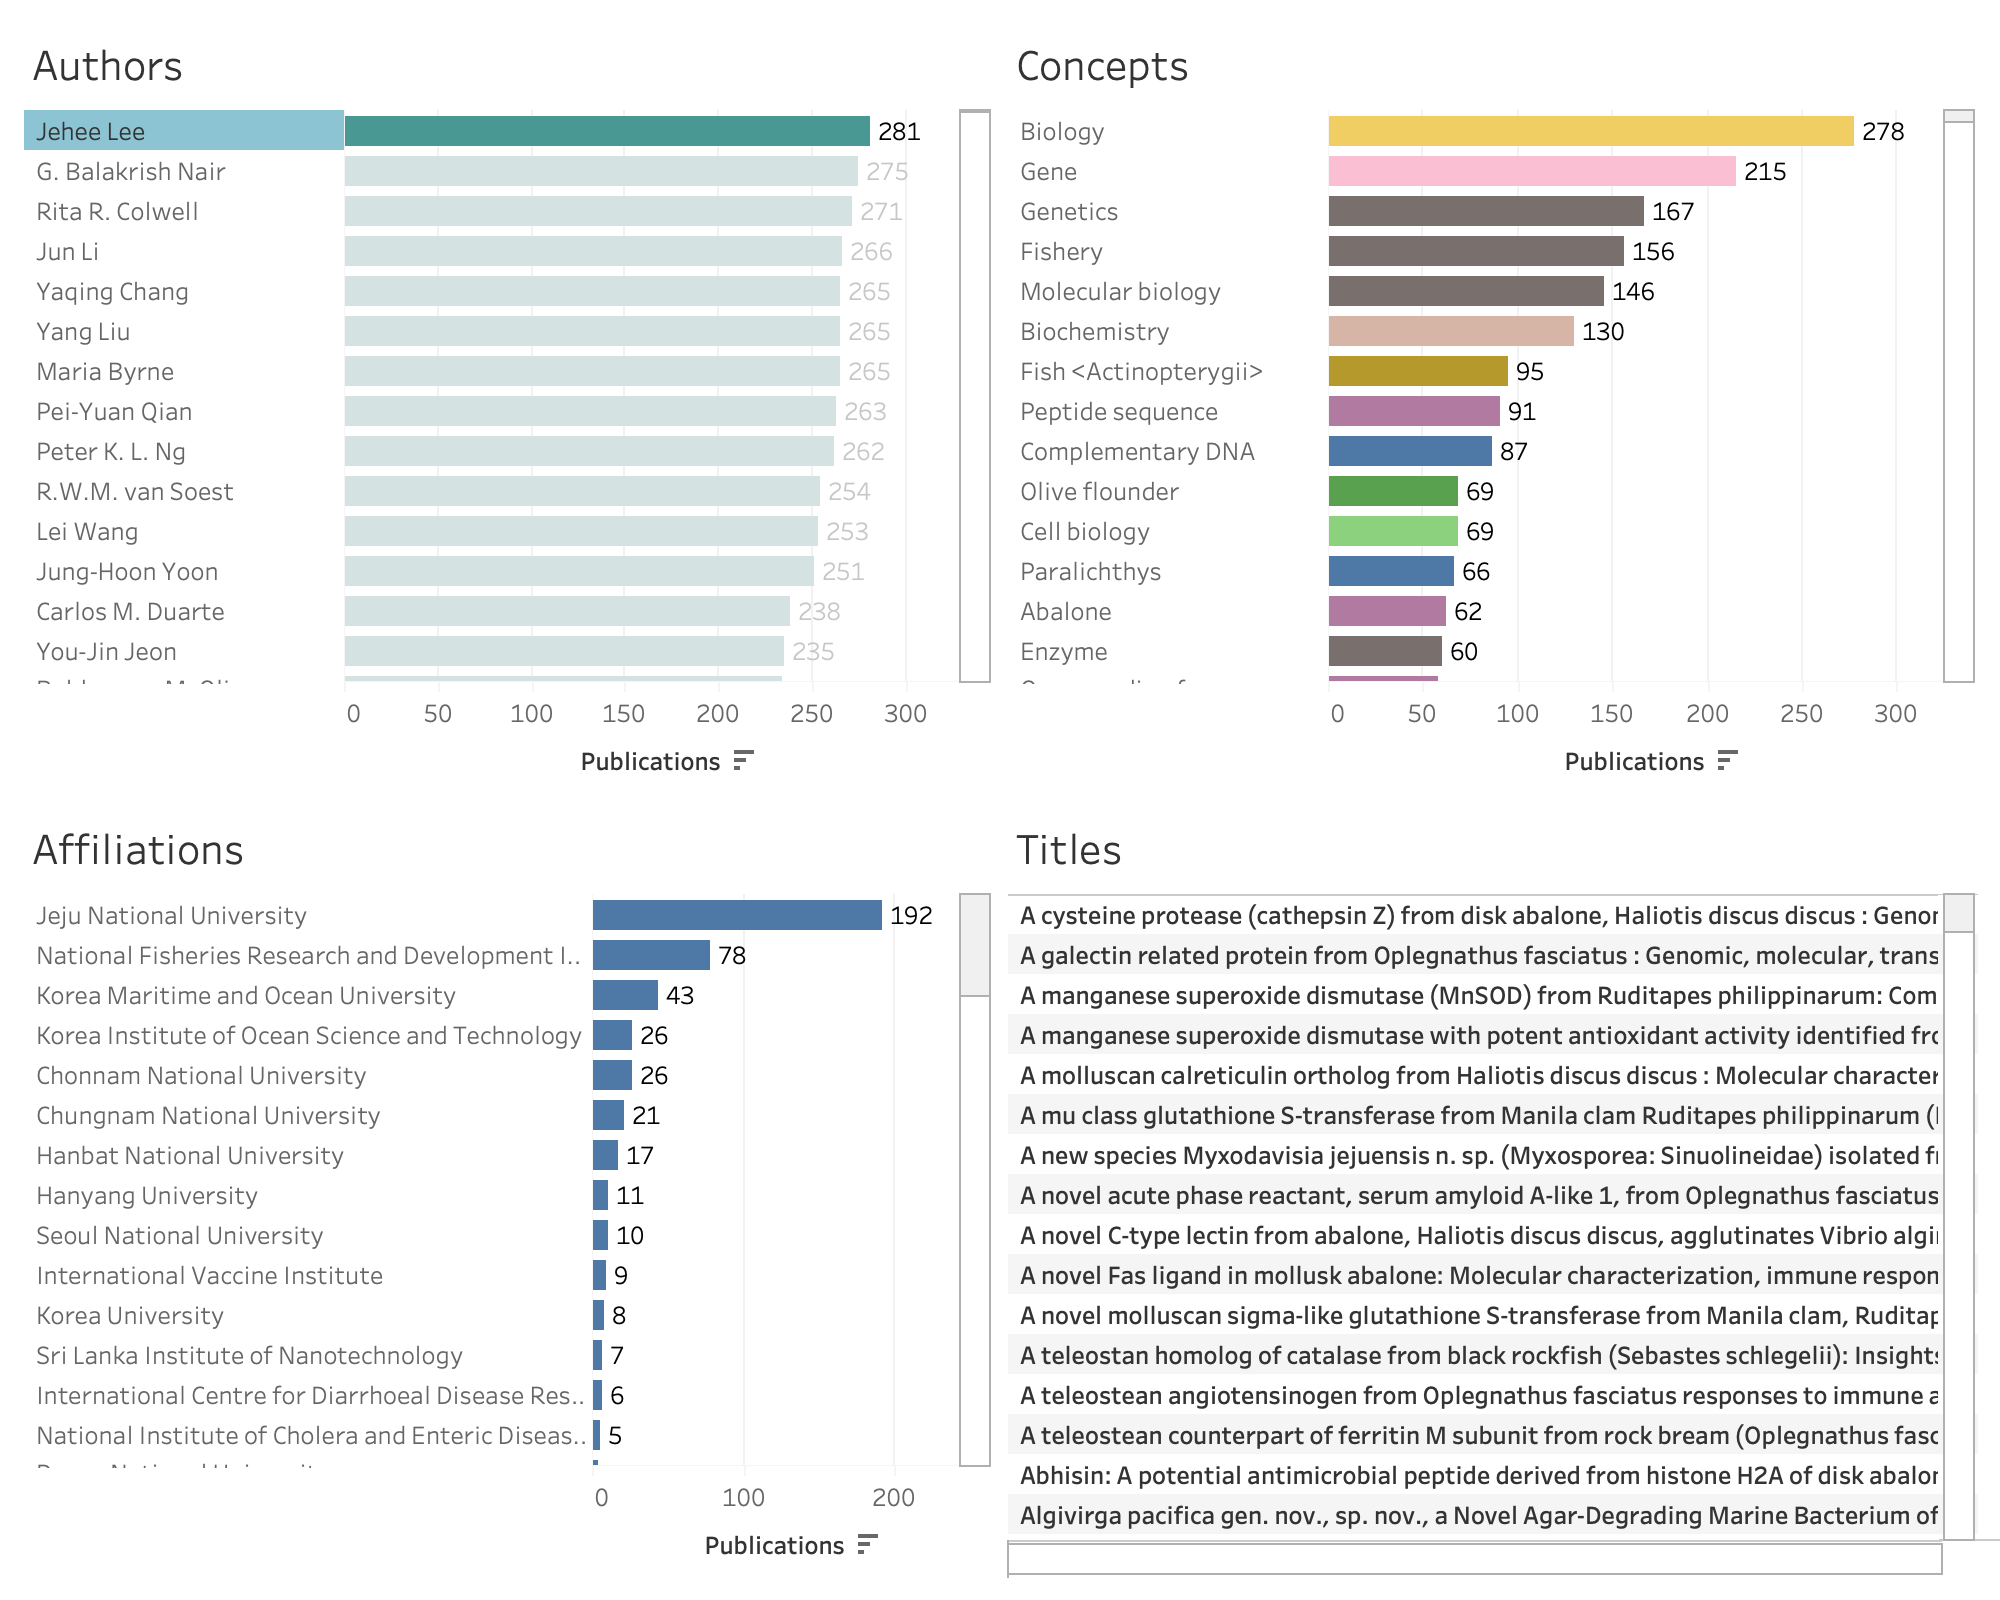 Authors
Jehee Lee 281
G. Balakrish Nair 275
Rita R. Colwell 271
Jun Li 266
Yaqing Chang 265
Yang Liu 265
Maria Byrne 265
Pei-Yuan Qian 263
Peter K. L. Ng 262
R.W.M. van Soest 254
Lei Wang 253
Jung-Hoon Yoon 251
Carlos M. Duarte 238
You-Jin Jeon 235
0 50 100 150 200 250 300
Publications
Concepts
Biology 278
Gene 215
Genetics 167
Fishery 156
Molecular biology 146
Biochemistry 130
Fish <Actinopterygii> 95
Peptide sequence 91
Complementary DNA 87
Olive flounder 69
Cell biology 69
Paralichthys 66
Abalone 62
Enzyme 60
0 50 100 150 200 250 300
Publications
Affiliations
Jeju National University 192
National Fisheries Research and Development I.. 78
Korea Maritime and Ocean University 43
Korea Institute of Ocean Science and Technology 26
Chonnam National University 26
Chungnam National University 21
Hanbat National University 17
Hanyang University 11
Seoul National University 10
International Vaccine Institute 9
Korea University 8
Sri Lanka Institute of Nanotechnology 7
International Centre for Diarrhoeal Disease Res.. 6
National Institute of Cholera and Enteric Diseas.. 5
0 100 200
Publications
Titles
A cysteine protease (cathepsin Z) from disk abalone, Haliotis discus discus : Genor
A galectin related protein from Oplegnathus fasciatus : Genomic, molecular, trans
A manganese superoxide dismutase (MnSOD) from Ruditapes philippinarum: Com
A manganese superoxide dismutase with potent antioxidant activity identified fro
A molluscan calreticulin ortholog from Haliotis discus discus : Molecular character
A mu class glutathione S-transferase from Manila clam Ruditapes philippinarum (
A new species Myxodavisia jejuensis n. sp. (Myxosporea: Sinuolineidae) isolated fr
A novel acute phase reactant, serum amyloid A-like 1, from Oplegnathus fasciatus
A novel C-type lectin from abalone, Haliotis discus discus, agglutinates Vibrio algi
A novel Fas ligand in mollusk abalone: Molecular characterization, immune respon
A novel molluscan sigma-like glutathione S-transferase from Manila clam, Ruditap
A teleostan homolog of catalase from black rockfish (Sebastes schlegelii): Insights
A teleostean angiotensinogen from Oplegnathus fasciatus responses to immune a
A teleostean counterpart of ferritin M subunit from rock bream (Oplegnathus fasc
Abhisin: A potential antimicrobial peptide derived from histone H2A of disk abalon
Algivirga pacifica gen. nov., sp. nov., a Novel Agar-Degrading Marine Bacterium of